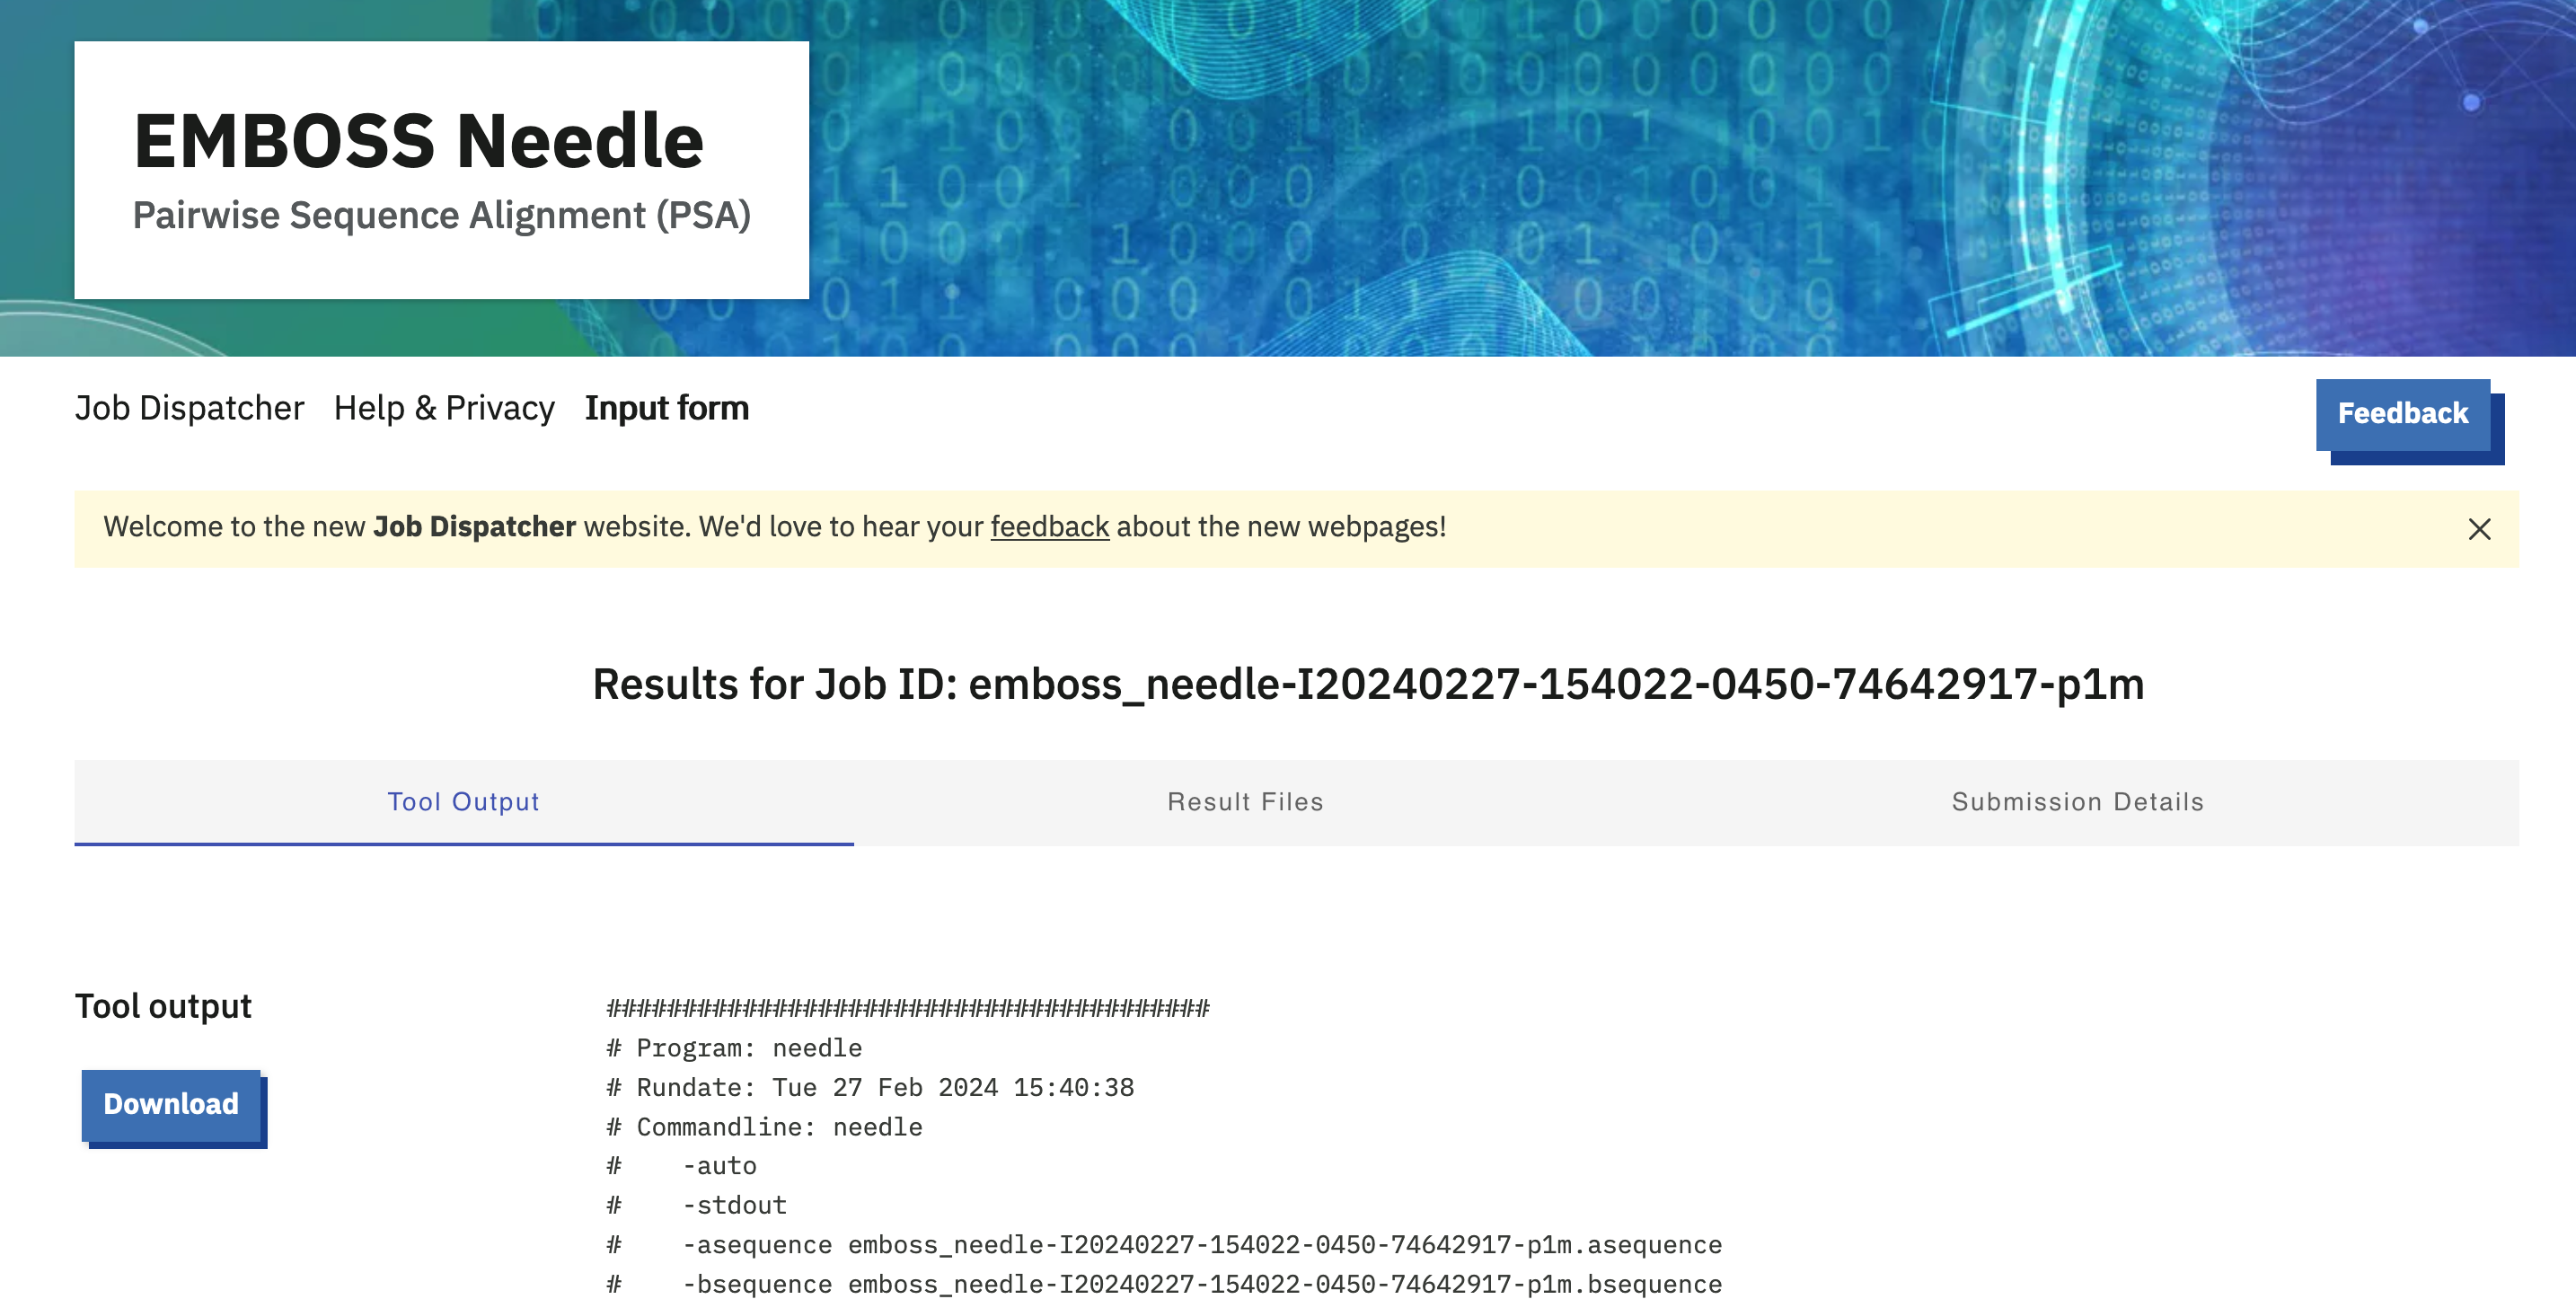 EMBOSS Needle
Pairwise Sequence Alignment (PSA)
Job Dispatcher Help & Privacy Input form
Feedback
Welcome to the new Job Dispatcher website. We'd love to hear your feedback about the new webpages!
Results for Job ID: emboss_needle-I20240227-154022-0450-74642917-p1m
Tool Output Result Files Submission Details
Tool output
Download
########################################
# Program: needle
# Rundate: Tue 27 Feb 2024 15:40:38
# Commandline: needle
#    -auto
#    -stdout
#    -asequence emboss_needle-I20240227-154022-0450-74642917-p1m.asequence
#    -bsequence emboss_needle-I20240227-154022-0450-74642917-p1m.bsequence